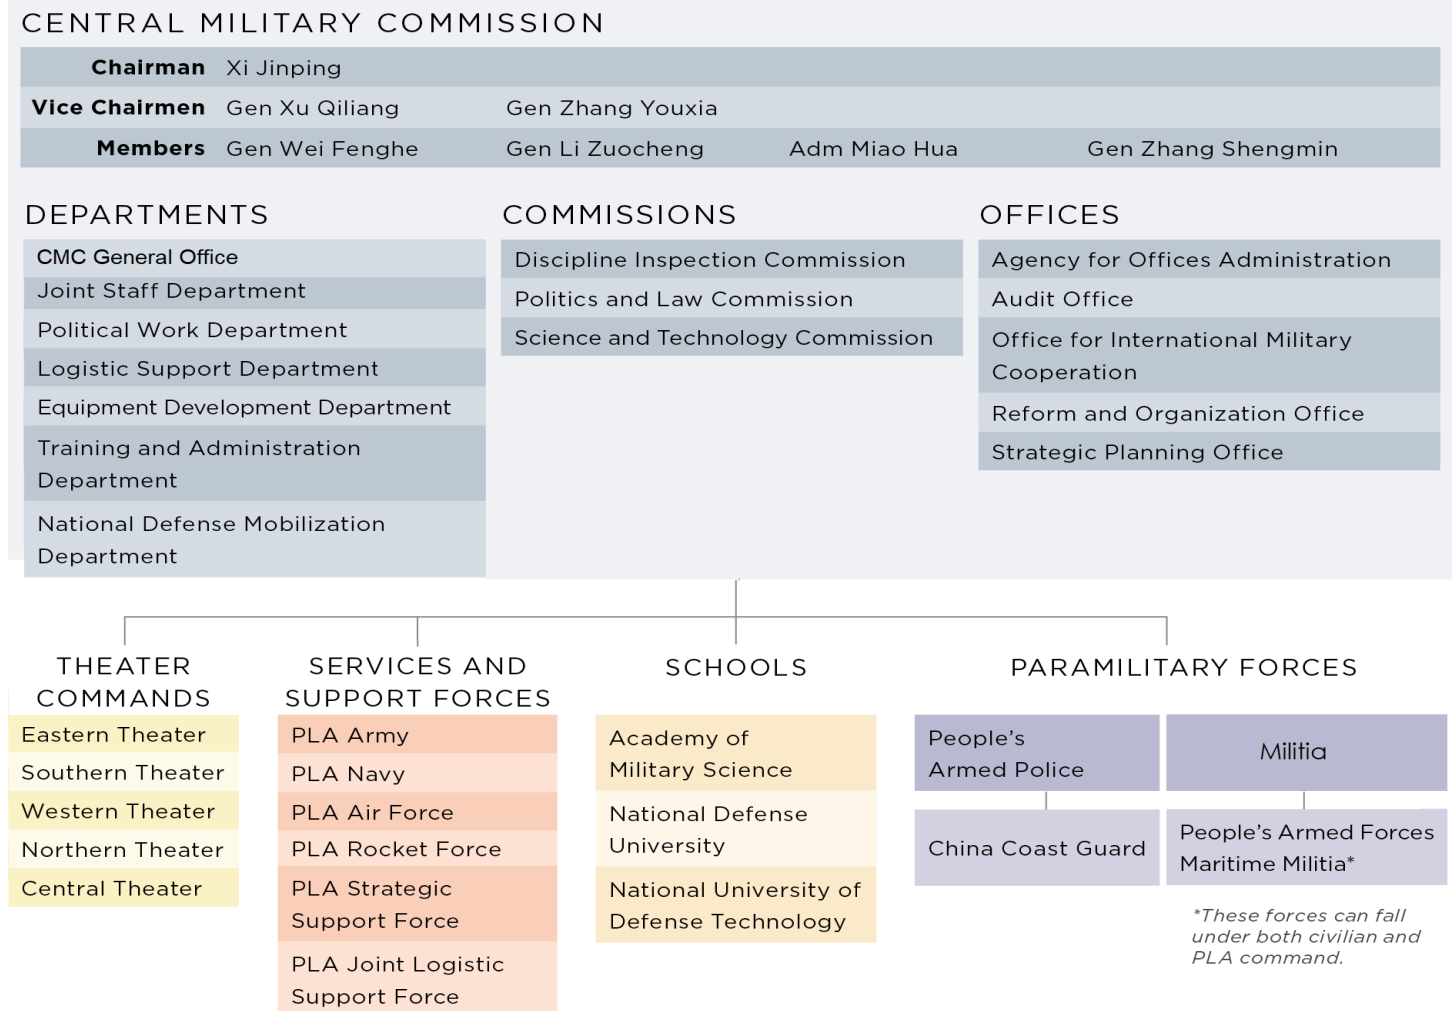 CENTRAL MILITARY COMMISSION
Chairman Xi Jinping
Vice Chairmen Gen Xu Qiliang Gen Zhang Youxia
Members Gen Wei Fenghe Gen Li Zuocheng Adm Miao Hua Gen Zhang Shengmin
DEPARTMENTS
CMC General Office
Joint Staff Department
Political Work Department
Logistic Support Department
Equipment Development Department
Training and Administration
Department
National Defense Mobilization
Department
COMMISSIONS
Discipline Inspection Commission
Politics and Law Commission
Science and Technology Commission
OFFICES
Agency for Offices Administration
Audit Office
Office for International Military
Cooperation
Reform and Organization Office
Strategic Planning Office
THEATER
COMMANDS
Eastern Theater
Southern Theater
Western Theater
Northern Theater
Central Theater
SERVICES AND
SUPPORT FORCES
PLA Army
PLA Navy
PLA Air Force
PLA Rocket Force
PLA Strategic
Support Force
PLA Joint Logistic
Support Force
SCHOOLS
Academy of
Military Science
National Defense
University
National University of
Defense Technology
PARAMILITARY FORCES
People's
Armed Police
China Coast Guard
Militia
People's Armed Forces
Maritime Militia*
*These forces can fall
under both civilian and
PLA command.